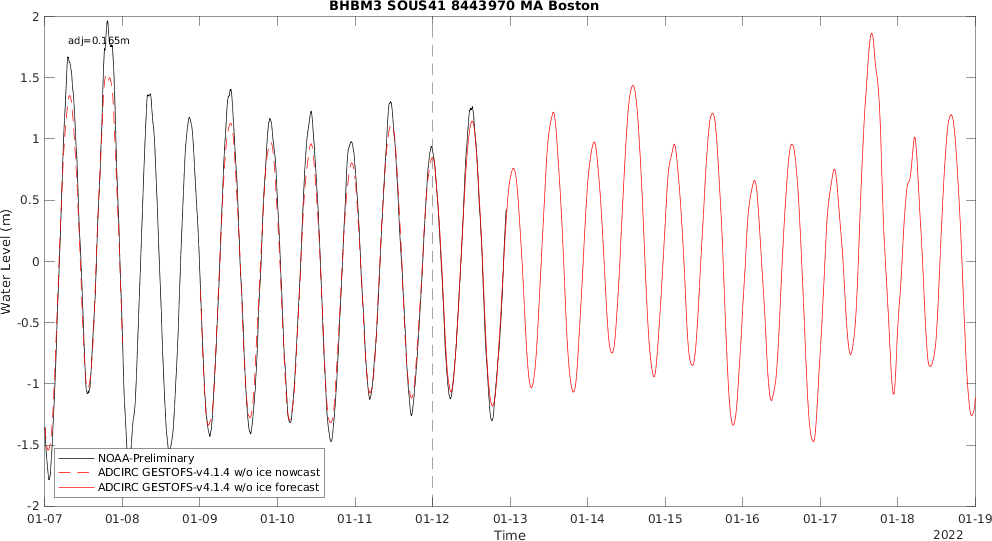 BHBM3 SOUS41 8443970 MA Boston
adj=0.165m
Water Level (m)
2
1.5
1
0.5
0
-0.5
-1
-1.5
-2
NOAA-Preliminary
ADCIRC GESTOFS-v4.1.4 w/o ice nowcast
ADCIRC GESTOFS-v4.1.4 w/o ice forecast
01-07 01-08 01-09 01-10 01-11 01-12 01-13 01-14 01-15 01-16 01-17 01-18 01-19
Time
2022